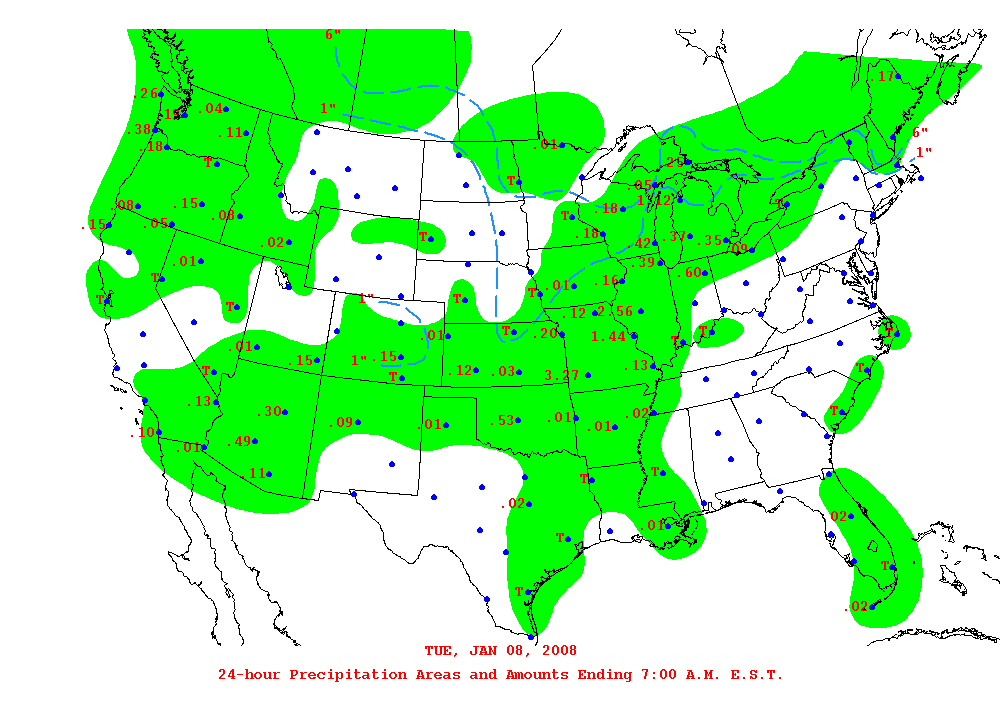 6"
.17
.26
1"
.04
.15
.38
.11
6"
.18
.01
1"
T
.29
T
.05
1.12
.08
.15
.08
T
.18
T
.15
.05
T
.18
.37
.35
.02
.42
.09
.01
.39
.60
T
.16
.01
T
T
1"
T
T
.12
2.56
T
.01
T
.20
1.44
T
T
.01
.15
1"
.15
.13
T
T
.12
.03
3.27
.13
.30
.02
T
.10
.09
.01
.53
.01
.01
.49
.01
.11
T
T
.02
.02
.01
T
T
T
.02
TUE, JAN 08, 2008
24-hour Precipitation Areas and Amounts Ending 7:00 A.M. E.S.T.